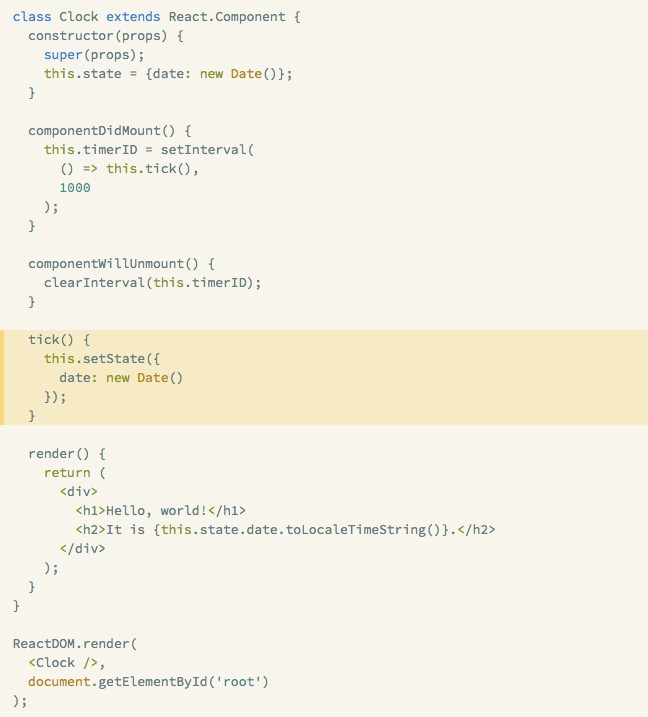 class Clock extends React.Component {
  constructor(props) {
    super(props);
    this.state = {date: new Date()};
  }

  componentDidMount() {
    this.timerID = setInterval(
      () => this.tick(),
      1000
    );
  }

  componentWillUnmount() {
    clearInterval(this.timerID);
  }

  tick() {
    this.setState({
      date: new Date()
    });
  }

  render() {
    return (
      <div>
        <h1>Hello, world!</h1>
        <h2>It is {this.state.date.toLocaleTimeString()}.</h2>
      </div>
    );
  }
}

ReactDOM.render(
  <Clock />,
  document.getElementById('root')
);